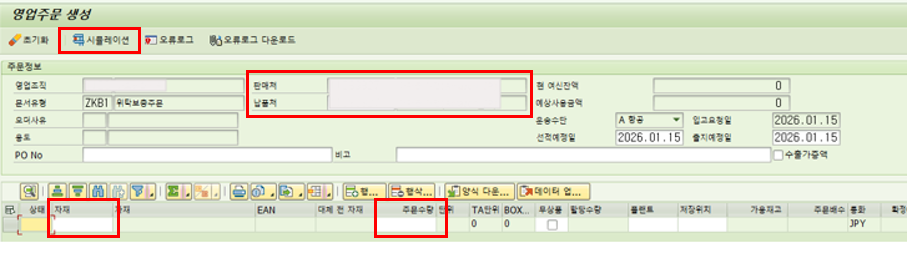 영업주문 생성
초기화 시뮬레이션 오류로그 오류로그 다운로드
주문정보
영업조직 판매처 현 여신잔액 0
문서유형 ZKB1 위탁보충주문 납품처 예상사용금액 0
오더사유 운송수단 A 항공 입고요청일 2026.01.15
용도 선적예정일 2026.01.15 출지예정일 2026.01.15
PO No 비고 수출가증액
행... 행삭... 양식 다운... 데이터 업...
상태 자재 자재 EAN 대체 전 자재 주문수량 단위 TA단위 BOX... 무상품 할당수량 플랜트 저장위치 가용재고 주문배수 통화 확정
0 0 JPY